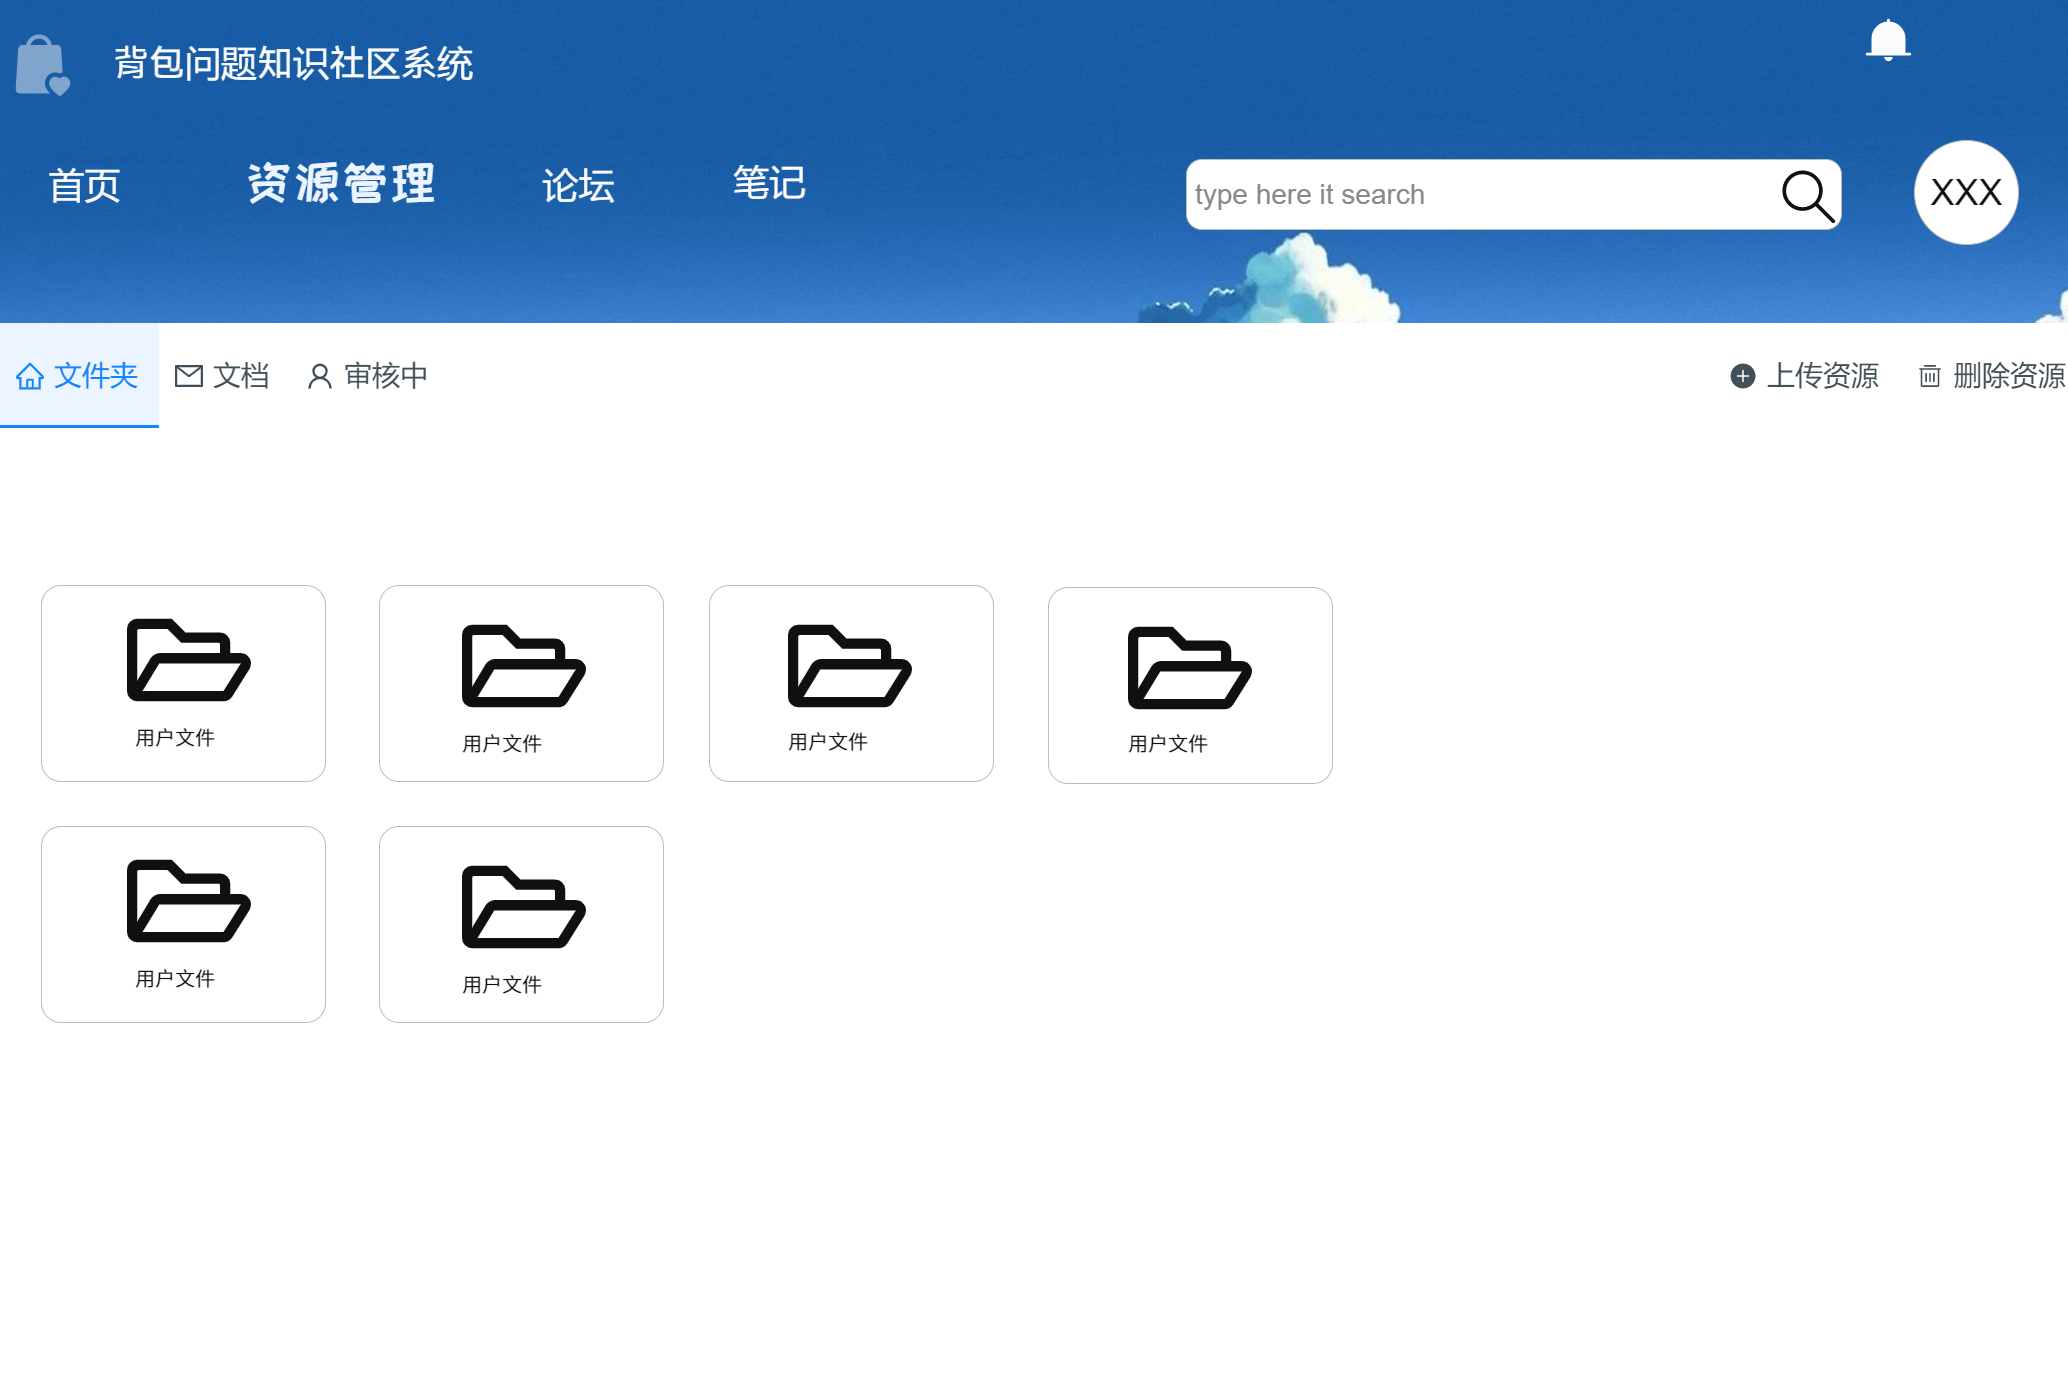 背包问题知识社区系统
首页 资源管理 论坛 笔记
type here it search
XXX
文件夹 文档 审核中 上传资源 删除资源
用户文件 用户文件 用户文件 用户文件
用户文件 用户文件